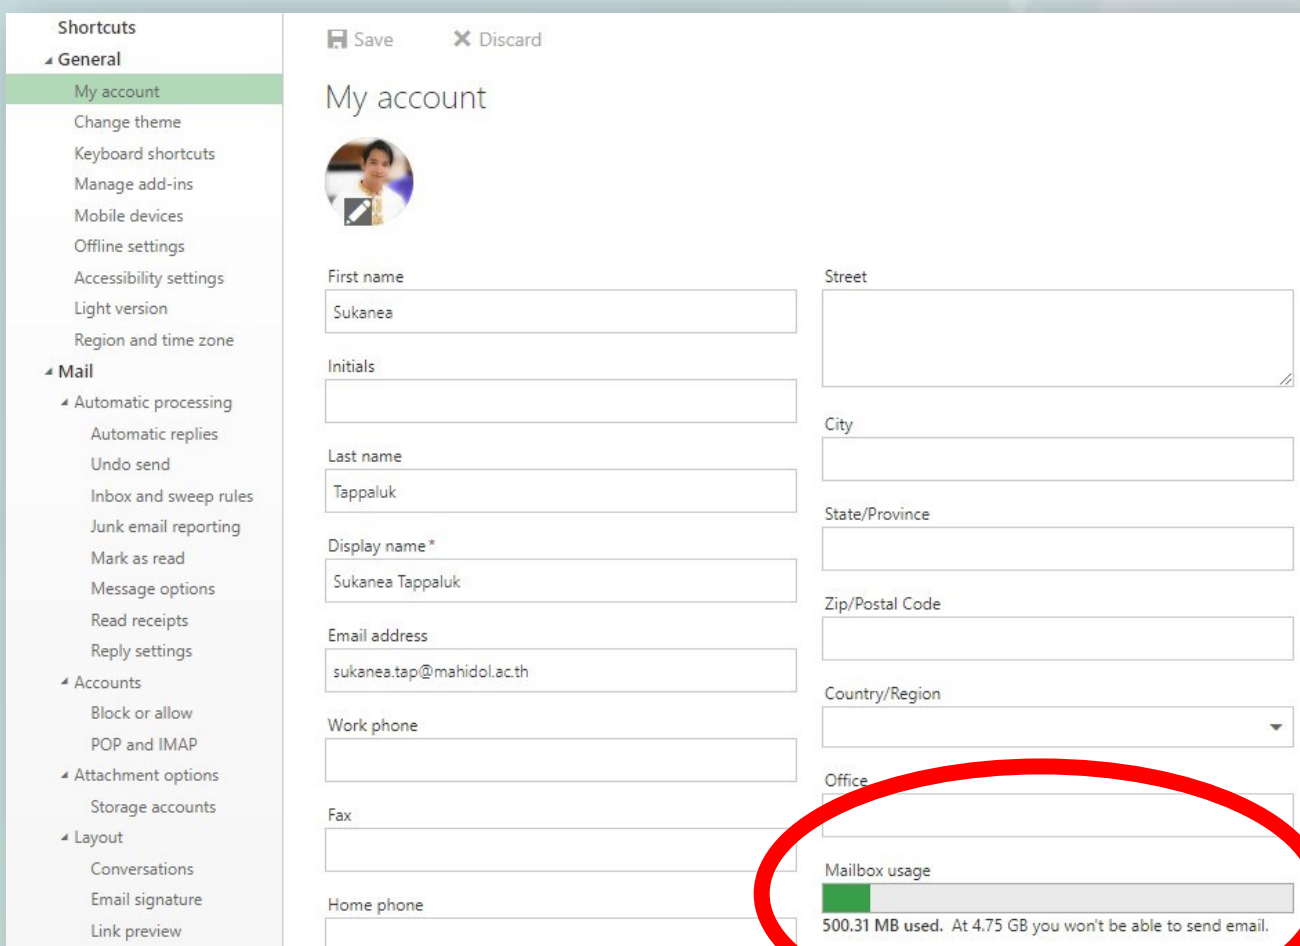 Shortcuts
General
My account
Change theme
Keyboard shortcuts
Manage add-ins
Mobile devices
Offline settings
Accessibility settings
Light version
Region and time zone
Mail
Automatic processing
Automatic replies
Undo send
Inbox and sweep rules
Junk email reporting
Mark as read
Message options
Read receipts
Reply settings
Accounts
Block or allow
POP and IMAP
Attachment options
Storage accounts
Layout
Conversations
Email signature
Link preview
Save Discard
My account
First name
Sukanea
Initials
Last name
Tappaluk
Display name*
Sukanea Tappaluk
Email address
sukanea.tap@mahidol.ac.th
Work phone
Fax
Home phone
Street
City
State/Province
Zip/Postal Code
Country/Region
Office
Mailbox usage
500.31 MB used. At 4.75 GB you won't be able to send email.